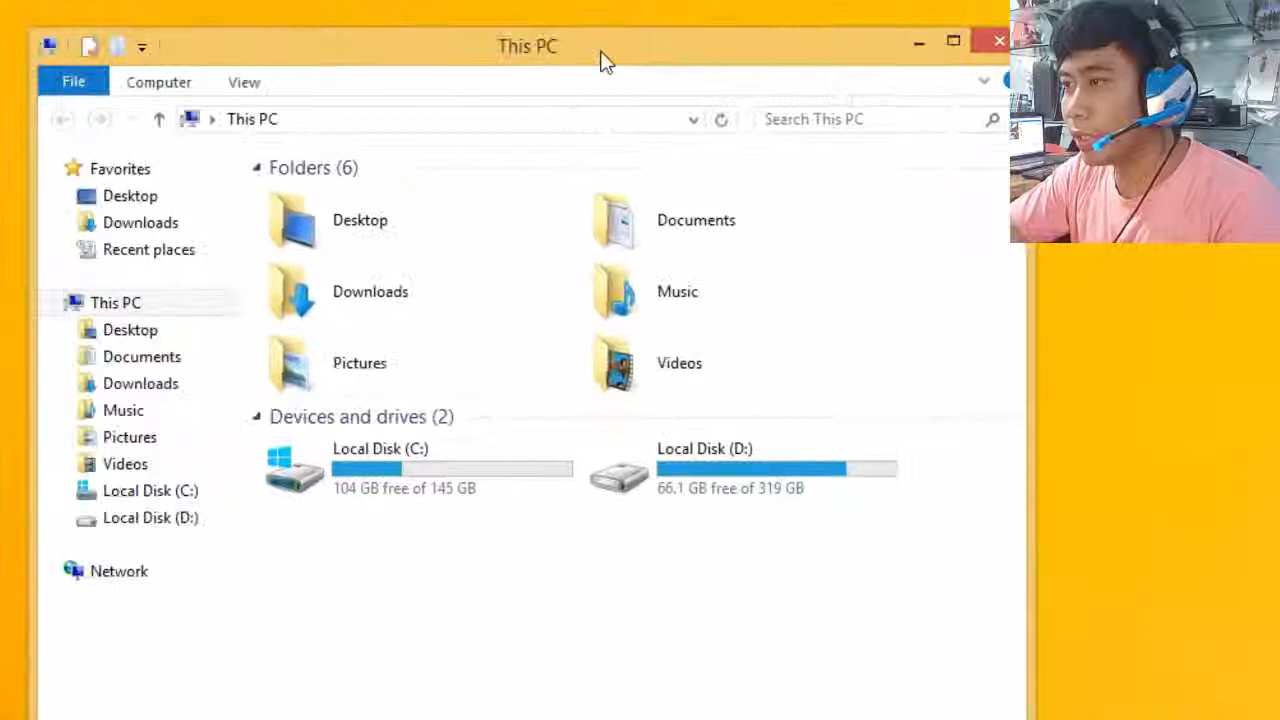 This PC
File Computer View
This PC
Search This PC
Favorites
Desktop
Downloads
Recent places
This PC
Desktop
Documents
Downloads
Music
Pictures
Videos
Local Disk (C:)
Local Disk (D:)
Network
Folders (6)
Desktop
Documents
Downloads
Music
Pictures
Videos
Devices and drives (2)
Local Disk (C:)
104 GB free of 145 GB
Local Disk (D:)
66.1 GB free of 319 GB